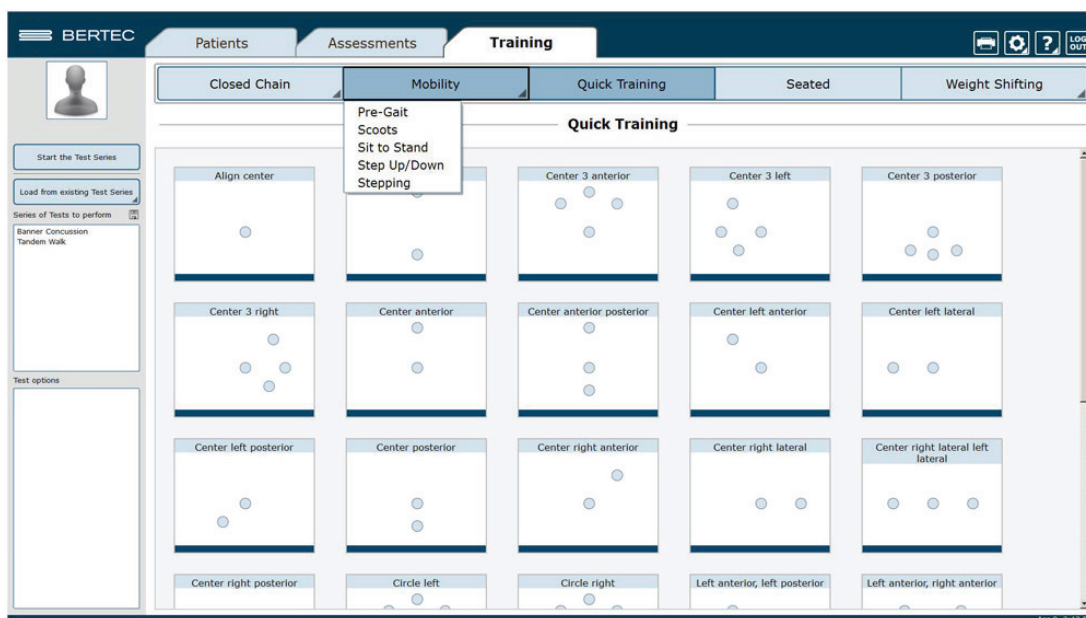 BERTEC
Patients
Assessments
Training
LOG
OUT
Closed Chain
Mobility
Quick Training
Seated
Weight Shifting
Pre-Gait
Scoots
Sit to Stand
Step Up/Down
Stepping
Quick Training
Start the Test Series
Load from existing Test Series
Series of Tests to perform
Banner Concussion
Tandem Walk
Test options
Align center
Center 3 anterior
Center 3 left
Center 3 posterior
Center 3 right
Center anterior
Center anterior posterior
Center left anterior
Center left lateral
Center left posterior
Center posterior
Center right anterior
Center right lateral
Center right lateral left
lateral
Center right posterior
Circle left
Circle right
Left anterior, left posterior
Left anterior, right anterior